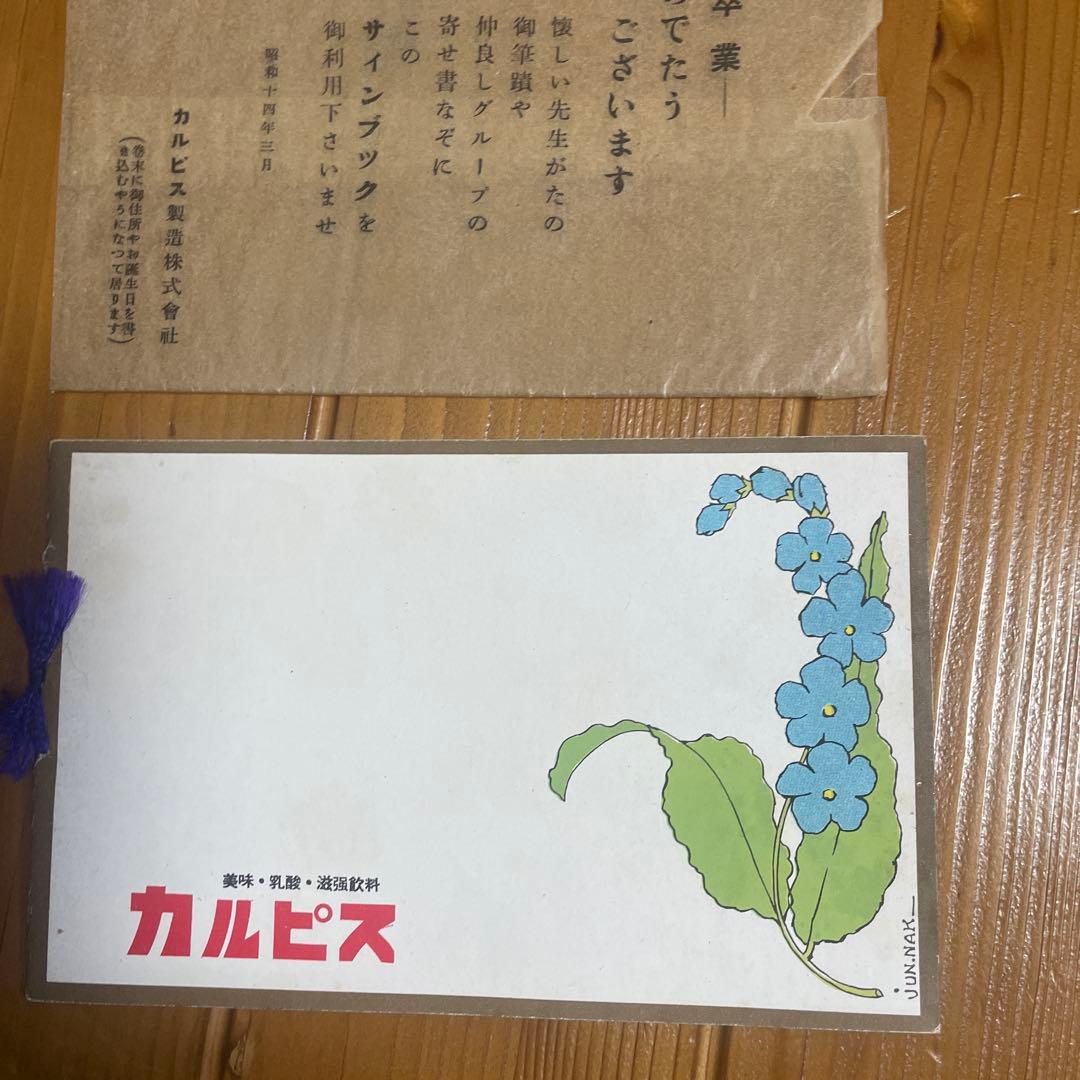 卒業―
めでたう
ございます
懐しい先生がたの
御筆蹟や
仲良しグループの
寄せ書なぞに
この
サインブックを
御利用下さいませ
昭和十四年三月
カルピス製造株式會社
(巻末に御住所やお誕生日を書
き込むやうになつて居ります)
美味・乳酸・滋强飲料
カルピス
JUN.NAK_